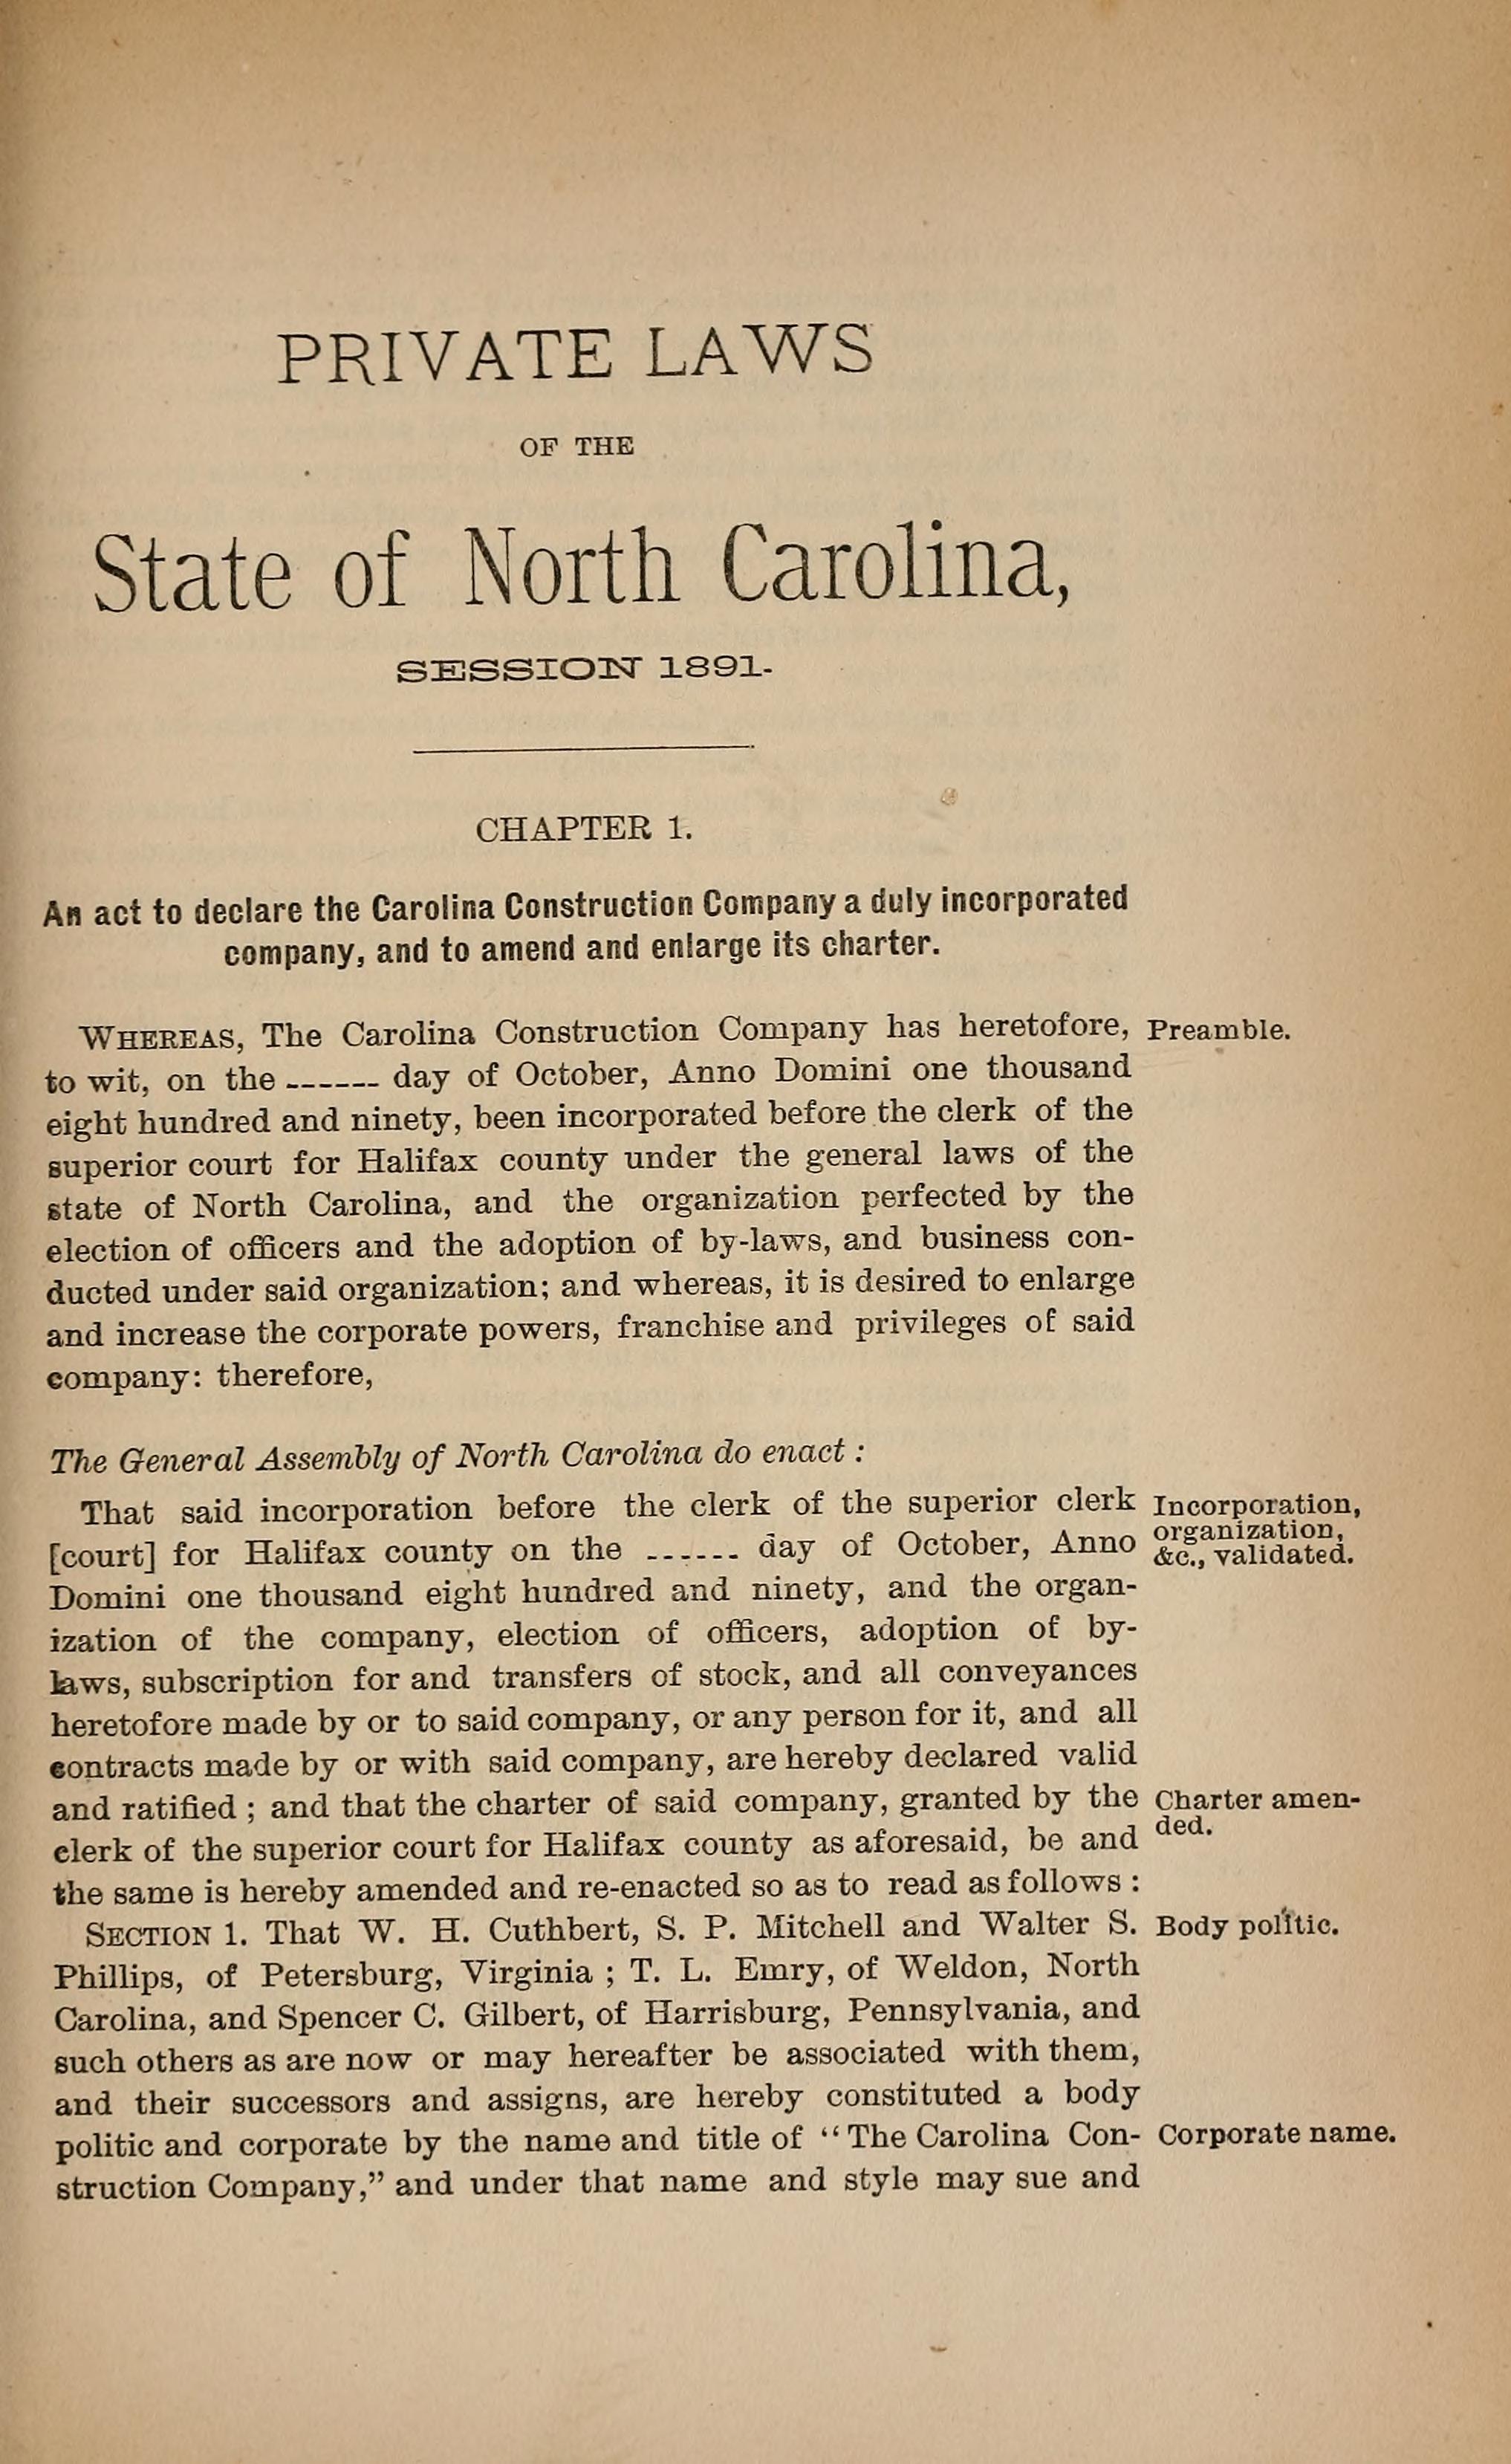 PRIVATE LAWS
OF THE
State of North Carolina,
SESSION 1891.
CHAPTER 1.
An act to declare the Carolina Construction Company a duly incorporated
company, and to amend and enlarge its charter.
WHEREAS, The Carolina Construction Company has heretofore, Preamble.
to wit, on the ------ day of October, Anno Domini one thousand
eight hundred and ninety, been incorporated before the clerk of the
superior court for Halifax county under the general laws of the
state of North Carolina, and the organization perfected by the
election of officers and the adoption of by-laws, and business con-
ducted under said organization; and whereas, it is desired to enlarge
and increase the corporate powers, franchise and privileges of said
company: therefore,
The General Assembly of North Carolina do enact :
That said incorporation before the clerk of the superior clerk Incorporation,
[court] for Halifax county on the ------ day of October, Anno organization,
&c., validated.
Domini one thousand eight hundred and ninety, and the organ-
ization of the company, election of officers, adoption of by-
laws, subscription for and transfers of stock, and all conveyances
heretofore made by or to said company, or any person for it, and all
contracts made by or with said company, are hereby declared valid
and ratified ; and that the charter of said company, granted by the Charter amen-
clerk of the superior court for Halifax county as aforesaid, be and ded.
the same is hereby amended and re-enacted so as to read as follows :
SECTION 1. That W. H. Cuthbert, S. P. Mitchell and Walter S. Body politic.
Phillips, of Petersburg, Virginia ; T. L. Emry, of Weldon, North
Carolina, and Spencer C. Gilbert, of Harrisburg, Pennsylvania, and
such others as are now or may hereafter be associated with them,
and their successors and assigns, are hereby constituted a body
politic and corporate by the name and title of “The Carolina Con- Corporate name.
struction Company,” and under that name and style may sue and